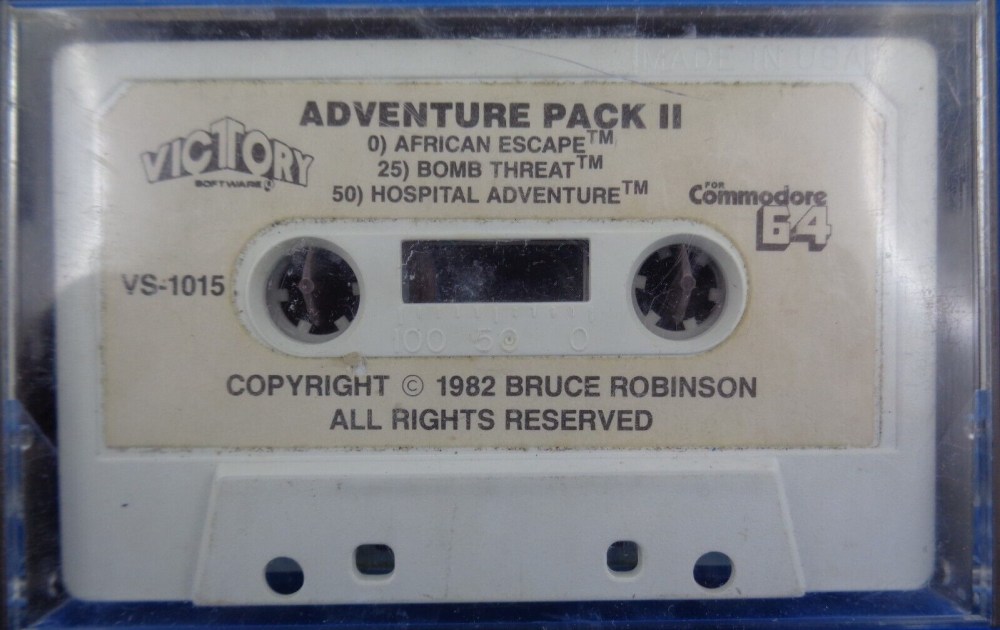 MADE IN USA
ADVENTURE PACK II
0) AFRICAN ESCAPE™
25) BOMB THREAT™
50) HOSPITAL ADVENTURE™
VICTORY
SOFTWARE
FOR
Commodore
64
VS-1015
100 50 0
COPYRIGHT © 1982 BRUCE ROBINSON
ALL RIGHTS RESERVED